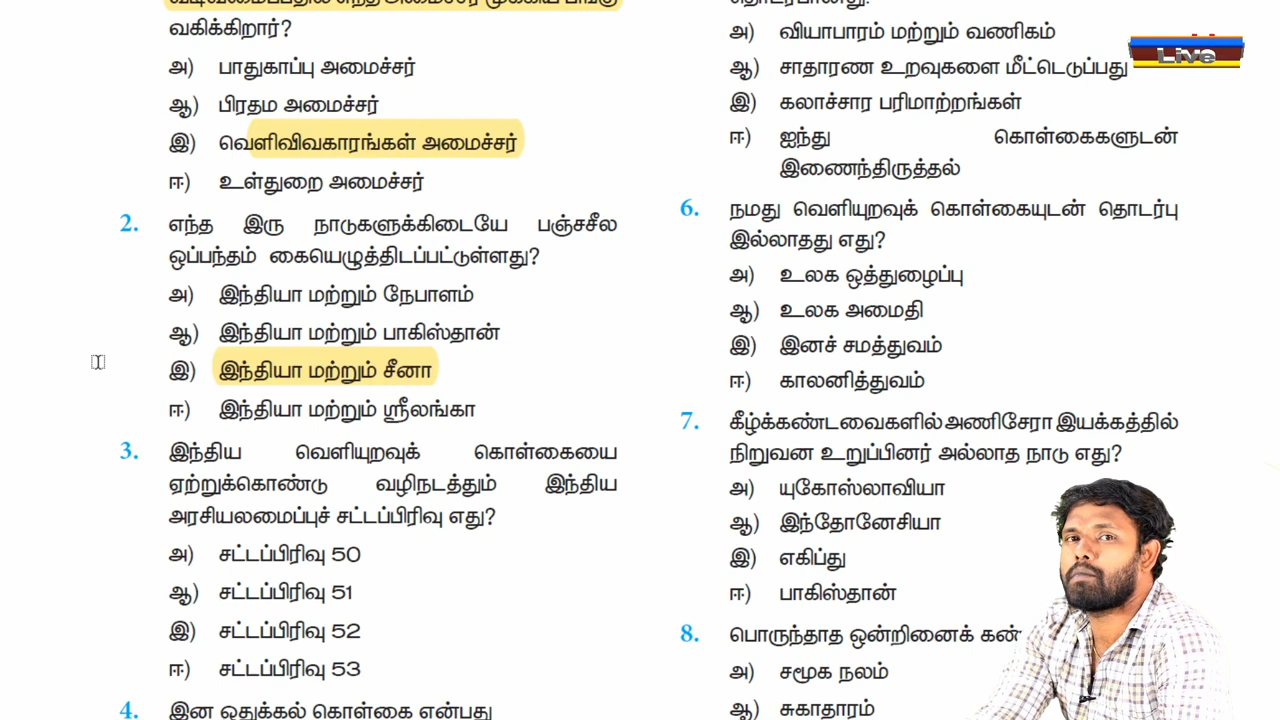 வகிக்கிறார்?
அ) பாதுகாப்பு அமைச்சர்
ஆ) பிரதம அமைச்சர்
இ) வெளிவிவகாரங்கள் அமைச்சர்
ஈ) உள்துறை அமைச்சர்
2. எந்த இரு நாடுகளுக்கிடையே பஞ்சசீல
ஒப்பந்தம் கையெழுத்திடப்பட்டுள்ளது?
அ) இந்தியா மற்றும் நேபாளம்
ஆ) இந்தியா மற்றும் பாகிஸ்தான்
இ) இந்தியா மற்றும் சீனா
ஈ) இந்தியா மற்றும் ஸ்ரீலங்கா
3. இந்திய வெளியுறவுக் கொள்கையை
ஏற்றுக்கொண்டு வழிநடத்தும் இந்திய
அரசியலமைப்புச் சட்டப்பிரிவு எது?
அ) சட்டப்பிரிவு 50
ஆ) சட்டப்பிரிவு 51
இ) சட்டப்பிரிவு 52
ஈ) சட்டப்பிரிவு 53
4. இன ஒதுக்கல் கொள்கை என்பது
அ) வியாபாரம் மற்றும் வணிகம்
ஆ) சாதாரண உறவுகளை மீட்டெடுப்பது
இ) கலாச்சார பரிமாற்றங்கள்
ஈ) ஐந்து கொள்கைகளுடன்
இணைந்திருத்தல்
6. நமது வெளியுறவுக் கொள்கையுடன் தொடர்பு
இல்லாதது எது?
அ) உலக ஒத்துழைப்பு
ஆ) உலக அமைதி
இ) இனச் சமத்துவம்
ஈ) காலனித்துவம்
7. கீழ்க்கண்டவைகளில் அணிசேரா இயக்கத்தில்
நிறுவன உறுப்பினர் அல்லாத நாடு எது?
அ) யுகோஸ்லாவியா
ஆ) இந்தோனேசியா
இ) எகிப்து
ஈ) பாகிஸ்தான்
8. பொருந்தாத ஒன்றினைக்
அ) சமூக நலம்
ஆ) சுகாதாரம்
Live